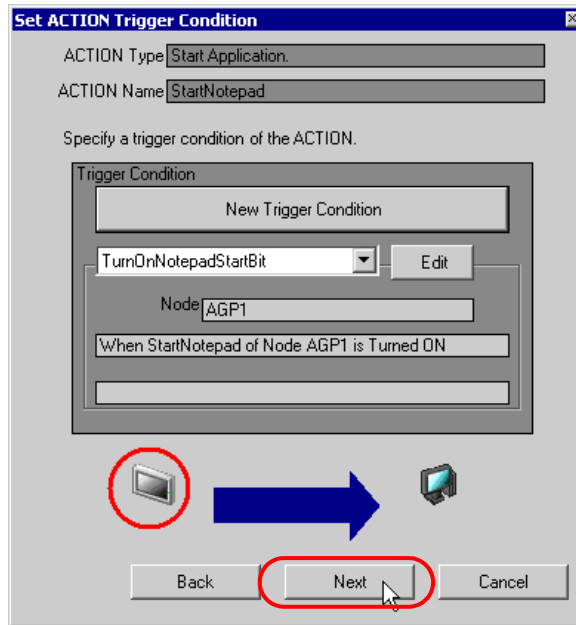 Set ACTION Trigger Condition
ACTION Type Start Application.
ACTION Name StartNotepad
Specify a trigger condition of the ACTION.
Trigger Condition
New Trigger Condition
TurnOnNotepadStartBit Edit
Node AGP1
When StartNotepad of Node AGP1 is Turned ON
Back Next Cancel